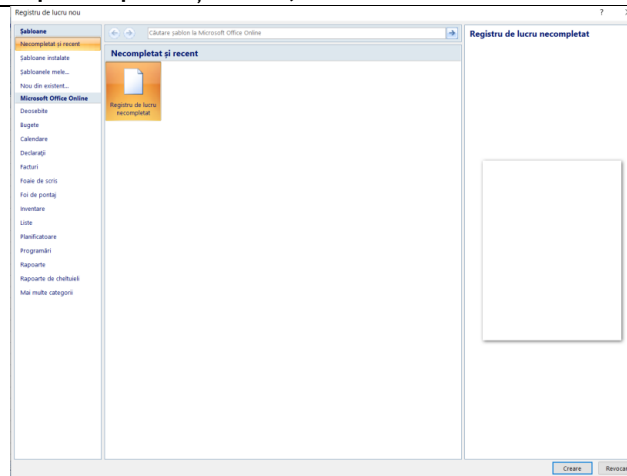 Registru de lucru nou
?
Șabloane
Necompletat și recent
Șabloane instalate
Șabloanele mele...
Nou din existent...
Microsoft Office Online
Deosebite
Bugete
Calendare
Declarații
Facturi
Foaie de scris
Foi de pontaj
Inventare
Liste
Planificatoare
Programări
Rapoarte
Rapoarte de cheltuieli
Mai multe categorii
Căutare șablon la Microsoft Office Online
Necompletat și recent
Registru de lucru
necompletat
Registru de lucru necompletat
Creare
Revocar